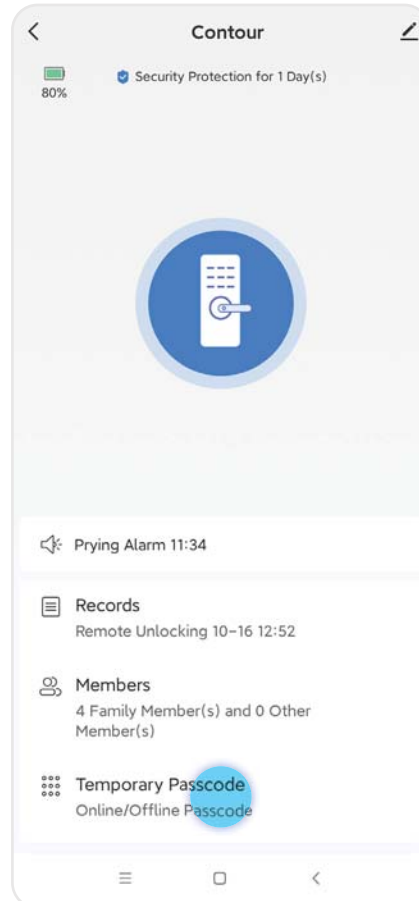 Contour
80%
Security Protection for 1 Day(s)
Prying Alarm 11:34
Records
Remote Unlocking 10-16 12:52
Members
4 Family Member(s) and 0 Other
Member(s)
Temporary Passcode
Online/Offline Passcode